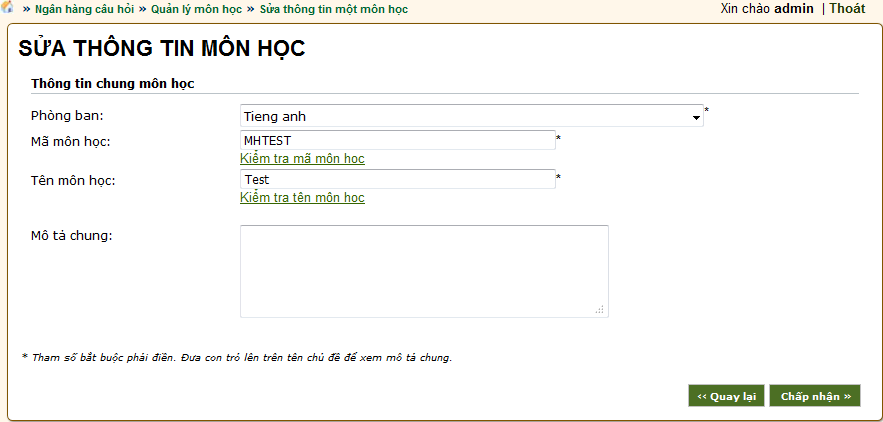 » Ngân hàng câu hỏi » Quản lý môn học » Sửa thông tin một môn học Xin chào admin | Thoát
SỬA THÔNG TIN MÔN HỌC
Thông tin chung môn học
Phòng ban: Tieng anh *
Mã môn học: MHTEST *
Kiểm tra mã môn học
Tên môn học: Test *
Kiểm tra tên môn học
Mô tả chung:
* Tham số bắt buộc phải điền. Đưa con trỏ lên trên tên chủ đề để xem mô tả chung.
‹‹ Quay lại Chấp nhận »